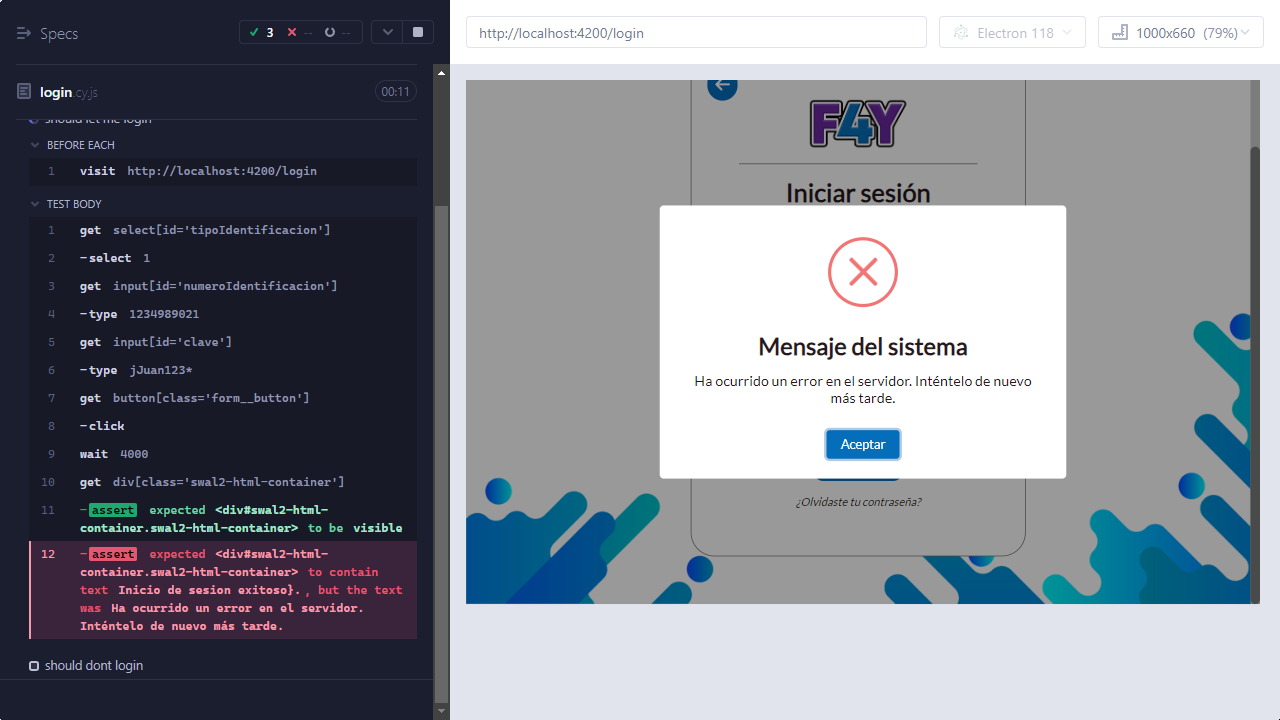 Specs
3
--
--
http://localhost:4200/login
Electron 118
1000x660 (79%)
login.cy.js
00:11
should let me login
BEFORE EACH
1 visit http://localhost:4200/login
TEST BODY
1 get select[id='tipoIdentificacion']
2 -select 1
3 get input[id='numeroIdentificacion']
4 -type 1234989021
5 get input[id='clave']
6 -type jJuan123*
7 get button[class='form__button']
8 -click
9 wait 4000
10 get div[class='swal2-html-container']
11 -assert expected <div#swal2-html-
container.swal2-html-container> to be visible
12 -assert expected <div#swal2-html-
container.swal2-html-container> to contain
text Inicio de sesion exitoso}. , but the text
was Ha ocurrido un error en el servidor.
Inténtelo de nuevo más tarde.
should dont login
F4Y
Iniciar sesión
Mensaje del sistema
Ha ocurrido un error en el servidor. Inténtelo de nuevo
más tarde.
Aceptar
¿Olvidaste tu contraseña?